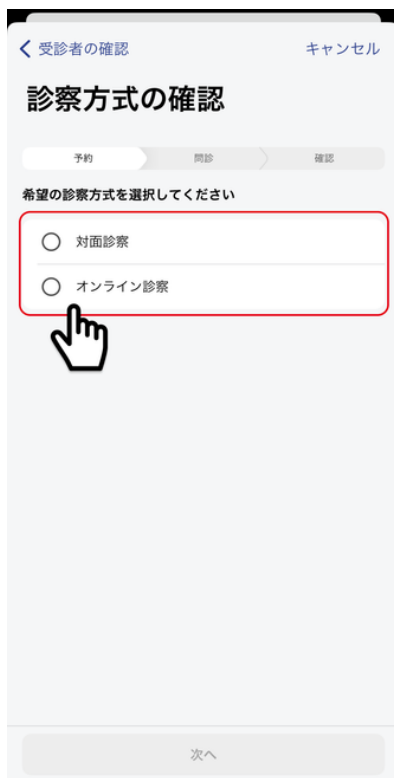 受診者の確認
キャンセル
診察方式の確認
予約
問診
確認
希望の診察方式を選択してください
対面診察
オンライン診察
次へ